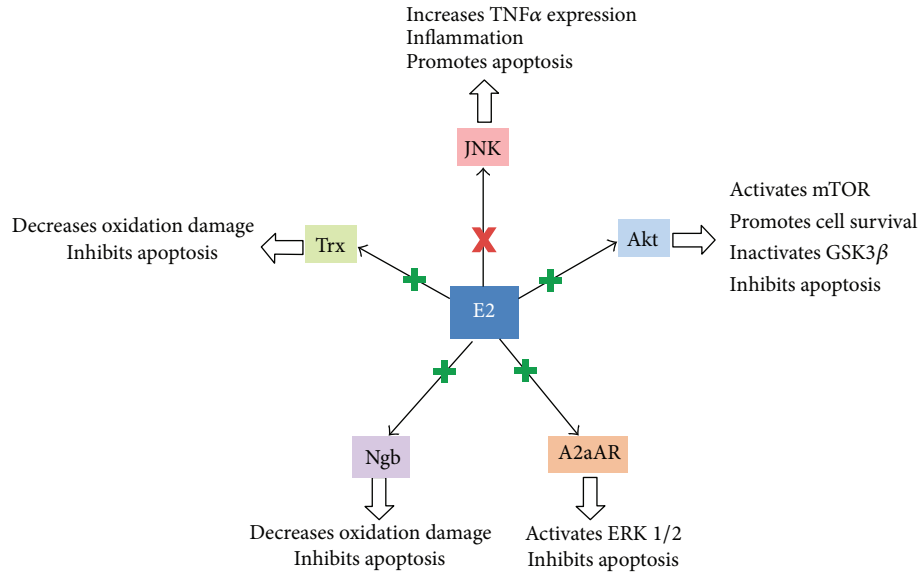 Increases TNFα expression
Inflammation
Promotes apoptosis
JNK
Decreases oxidation damage
Inhibits apoptosis
Trx
Akt
Activates mTOR
Promotes cell survival
Inactivates GSK3β
Inhibits apoptosis
E2
Ngb
A2aAR
Decreases oxidation damage
Inhibits apoptosis
Activates ERK 1/2
Inhibits apoptosis